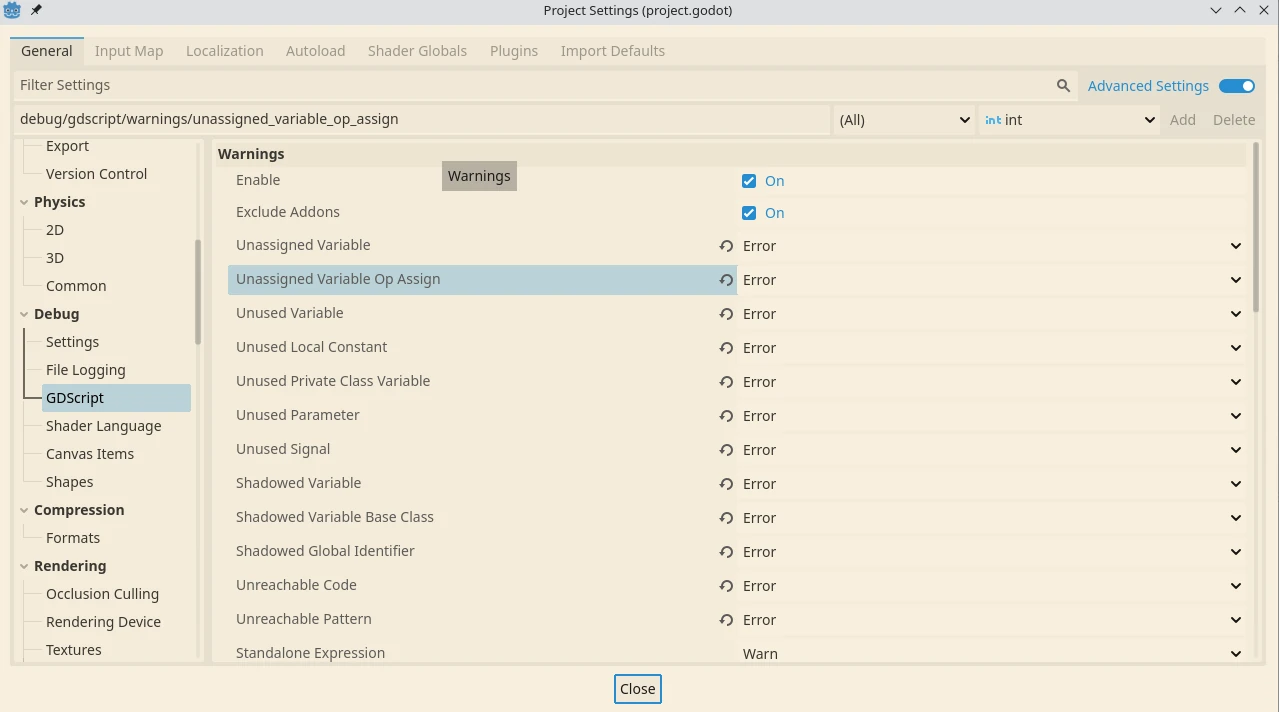 Project Settings (project.godot)
General Input Map Localization Autoload Shader Globals Plugins Import Defaults
Filter Settings Advanced Settings
debug/gdscript/warnings/unassigned_variable_op_assign (All) int int Add Delete
Export
Version Control
Physics
2D
3D
Common
Debug
Settings
File Logging
GDScript
Shader Language
Canvas Items
Shapes
Compression
Formats
Rendering
Occlusion Culling
Rendering Device
Textures
Warnings
Warnings
Enable On
Exclude Addons On
Unassigned Variable Error
Unassigned Variable Op Assign Error
Unused Variable Error
Unused Local Constant Error
Unused Private Class Variable Error
Unused Parameter Error
Unused Signal Error
Shadowed Variable Error
Shadowed Variable Base Class Error
Shadowed Global Identifier Error
Unreachable Code Error
Unreachable Pattern Error
Standalone Expression Warn
Close